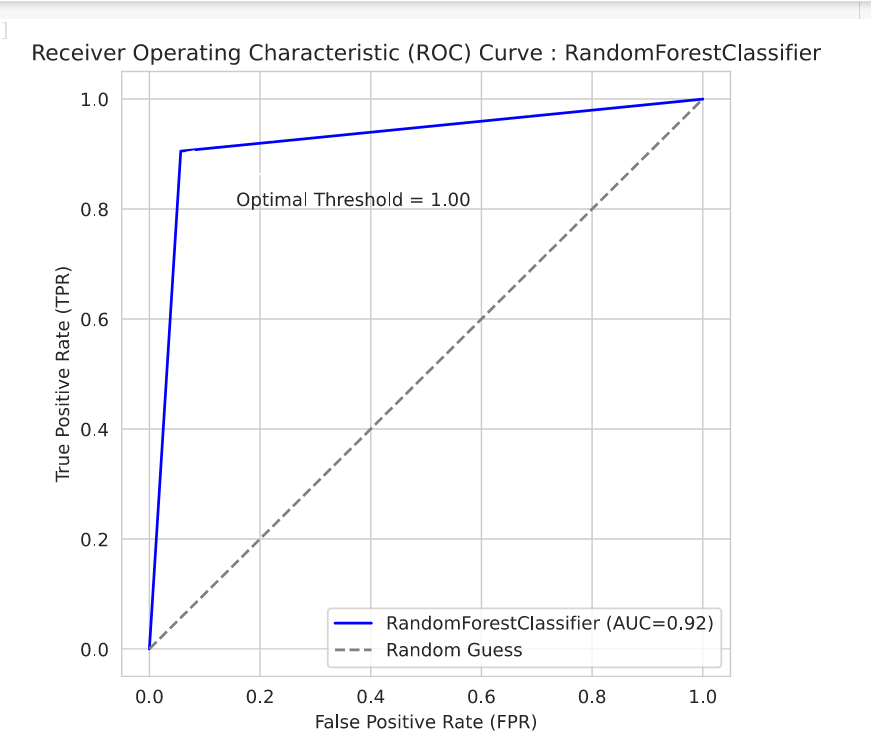 ]
Receiver Operating Characteristic (ROC) Curve : RandomForestClassifier
1.0
0.8
0.6
0.4
0.2
0.0
True Positive Rate (TPR)
Optimal Threshold = 1.00
RandomForestClassifier (AUC=0.92)
Random Guess
0.0 0.2 0.4 0.6 0.8 1.0
False Positive Rate (FPR)